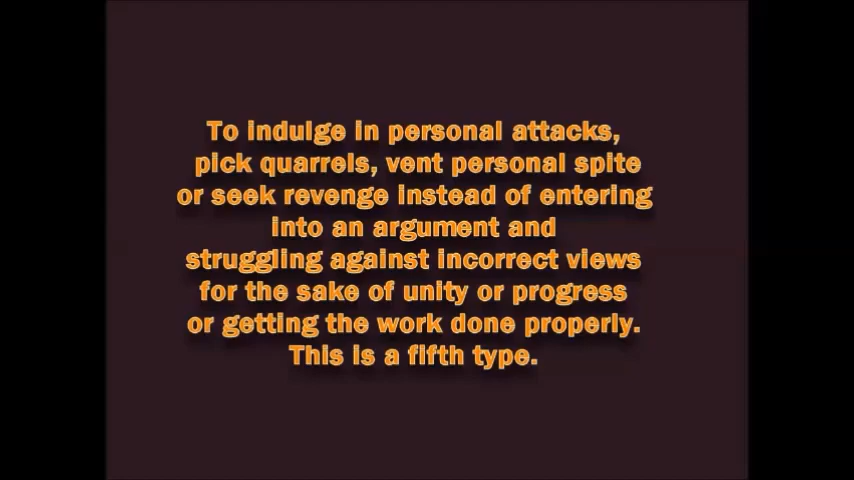 To indulge in personal attacks,
pick quarrels, vent personal spite
or seek revenge instead of entering
into an argument and
struggling against incorrect views
for the sake of unity or progress
or getting the work done properly.
This is a fifth type.